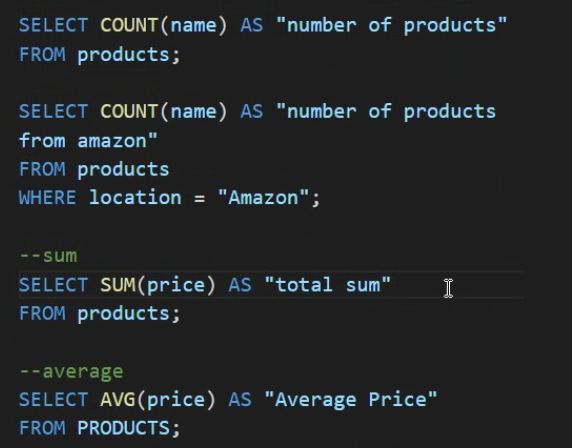 SELECT COUNT(name) AS "number of products"
FROM products;
SELECT COUNT(name) AS "number of products
from amazon"
FROM products
WHERE location = "Amazon";
--sum
SELECT SUM(price) AS "total sum"
FROM products;
--average
SELECT AVG(price) AS "Average Price"
FROM PRODUCTS;